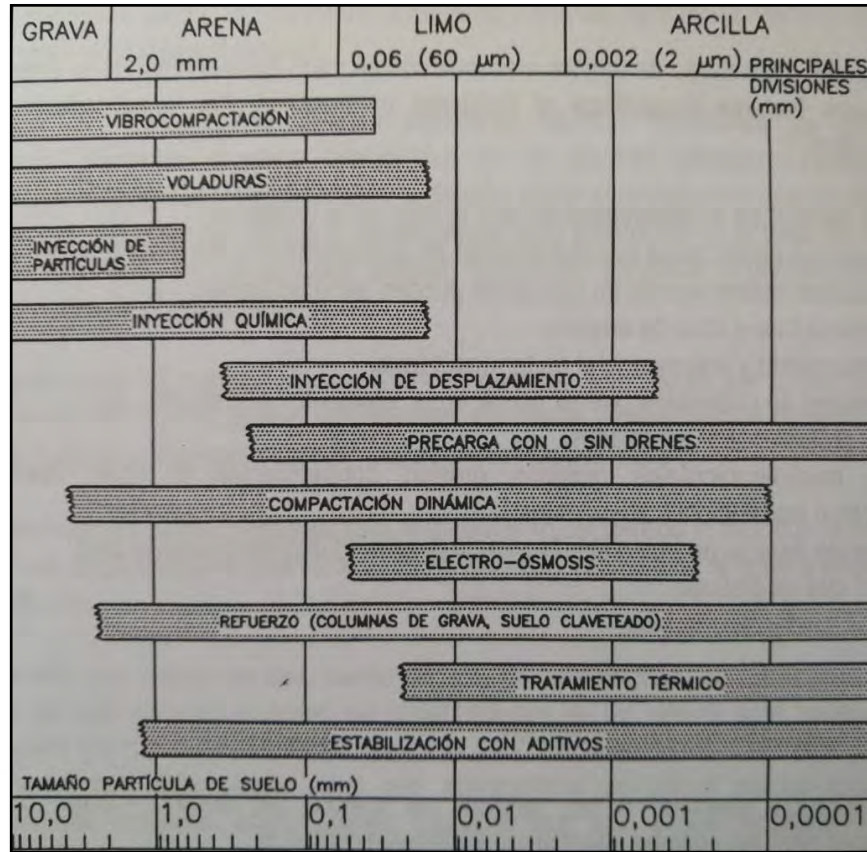 GRAVA ARENA LIMO ARCILLA
2,0 mm 0,06 (60 μm) 0,002 (2 μm) PRINCIPALES
DIVISIONES
(mm)
VIBROCOMPACTACIÓN
VOLADURAS
INYECCIÓN DE
PARTÍCULAS
INYECCIÓN QUÍMICA
INYECCIÓN DE DESPLAZAMIENTO
PRECARGA CON O SIN DRENES
COMPACTACIÓN DINÁMICA
ELECTRO-ÓSMOSIS
REFUERZO (COLUMNAS DE GRAVA, SUELO CLAVETEADO)
TRATAMIENTO TÉRMICO
ESTABILIZACIÓN CON ADITIVOS
TAMAÑO PARTÍCULA DE SUELO (mm)
10,0 1,0 0,1 0,01 0,001 0,0001